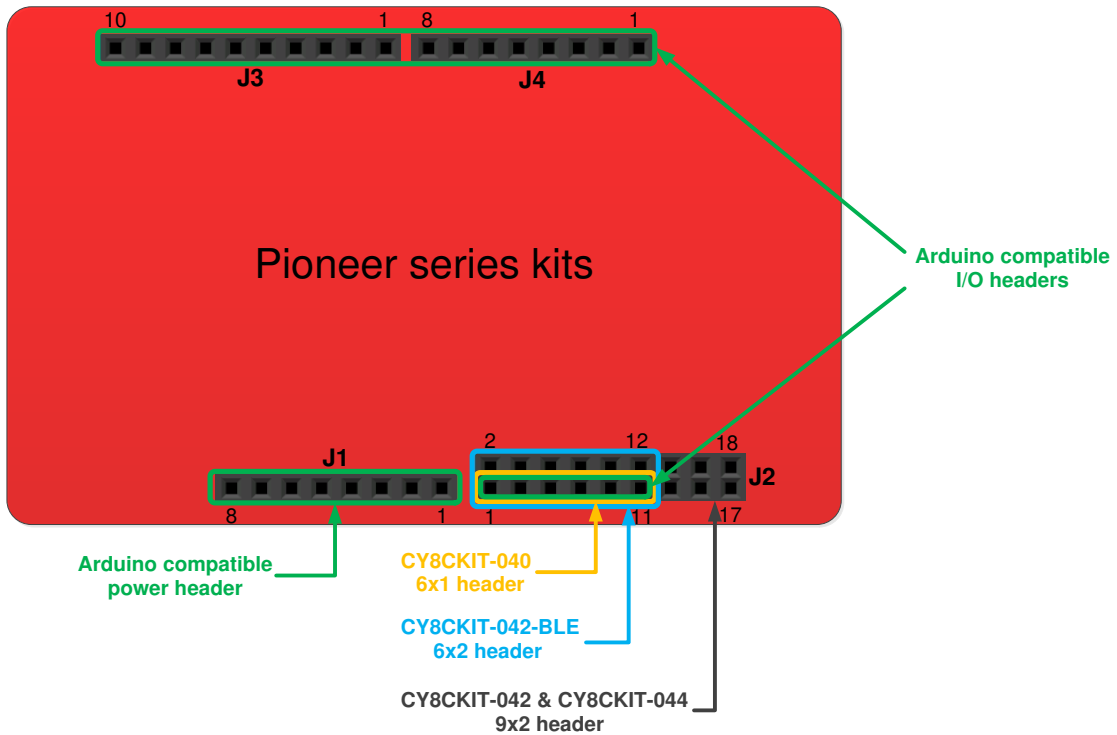 10 1 8 1
J3 J4
Pioneer series kits
Arduino compatible
I/O headers
2 12 18
J1
J2
8 1 1 11 17
Arduino compatible
power header
CY8CKIT-040
6x1 header
CY8CKIT-042-BLE
6x2 header
CY8CKIT-042 & CY8CKIT-044
9x2 header